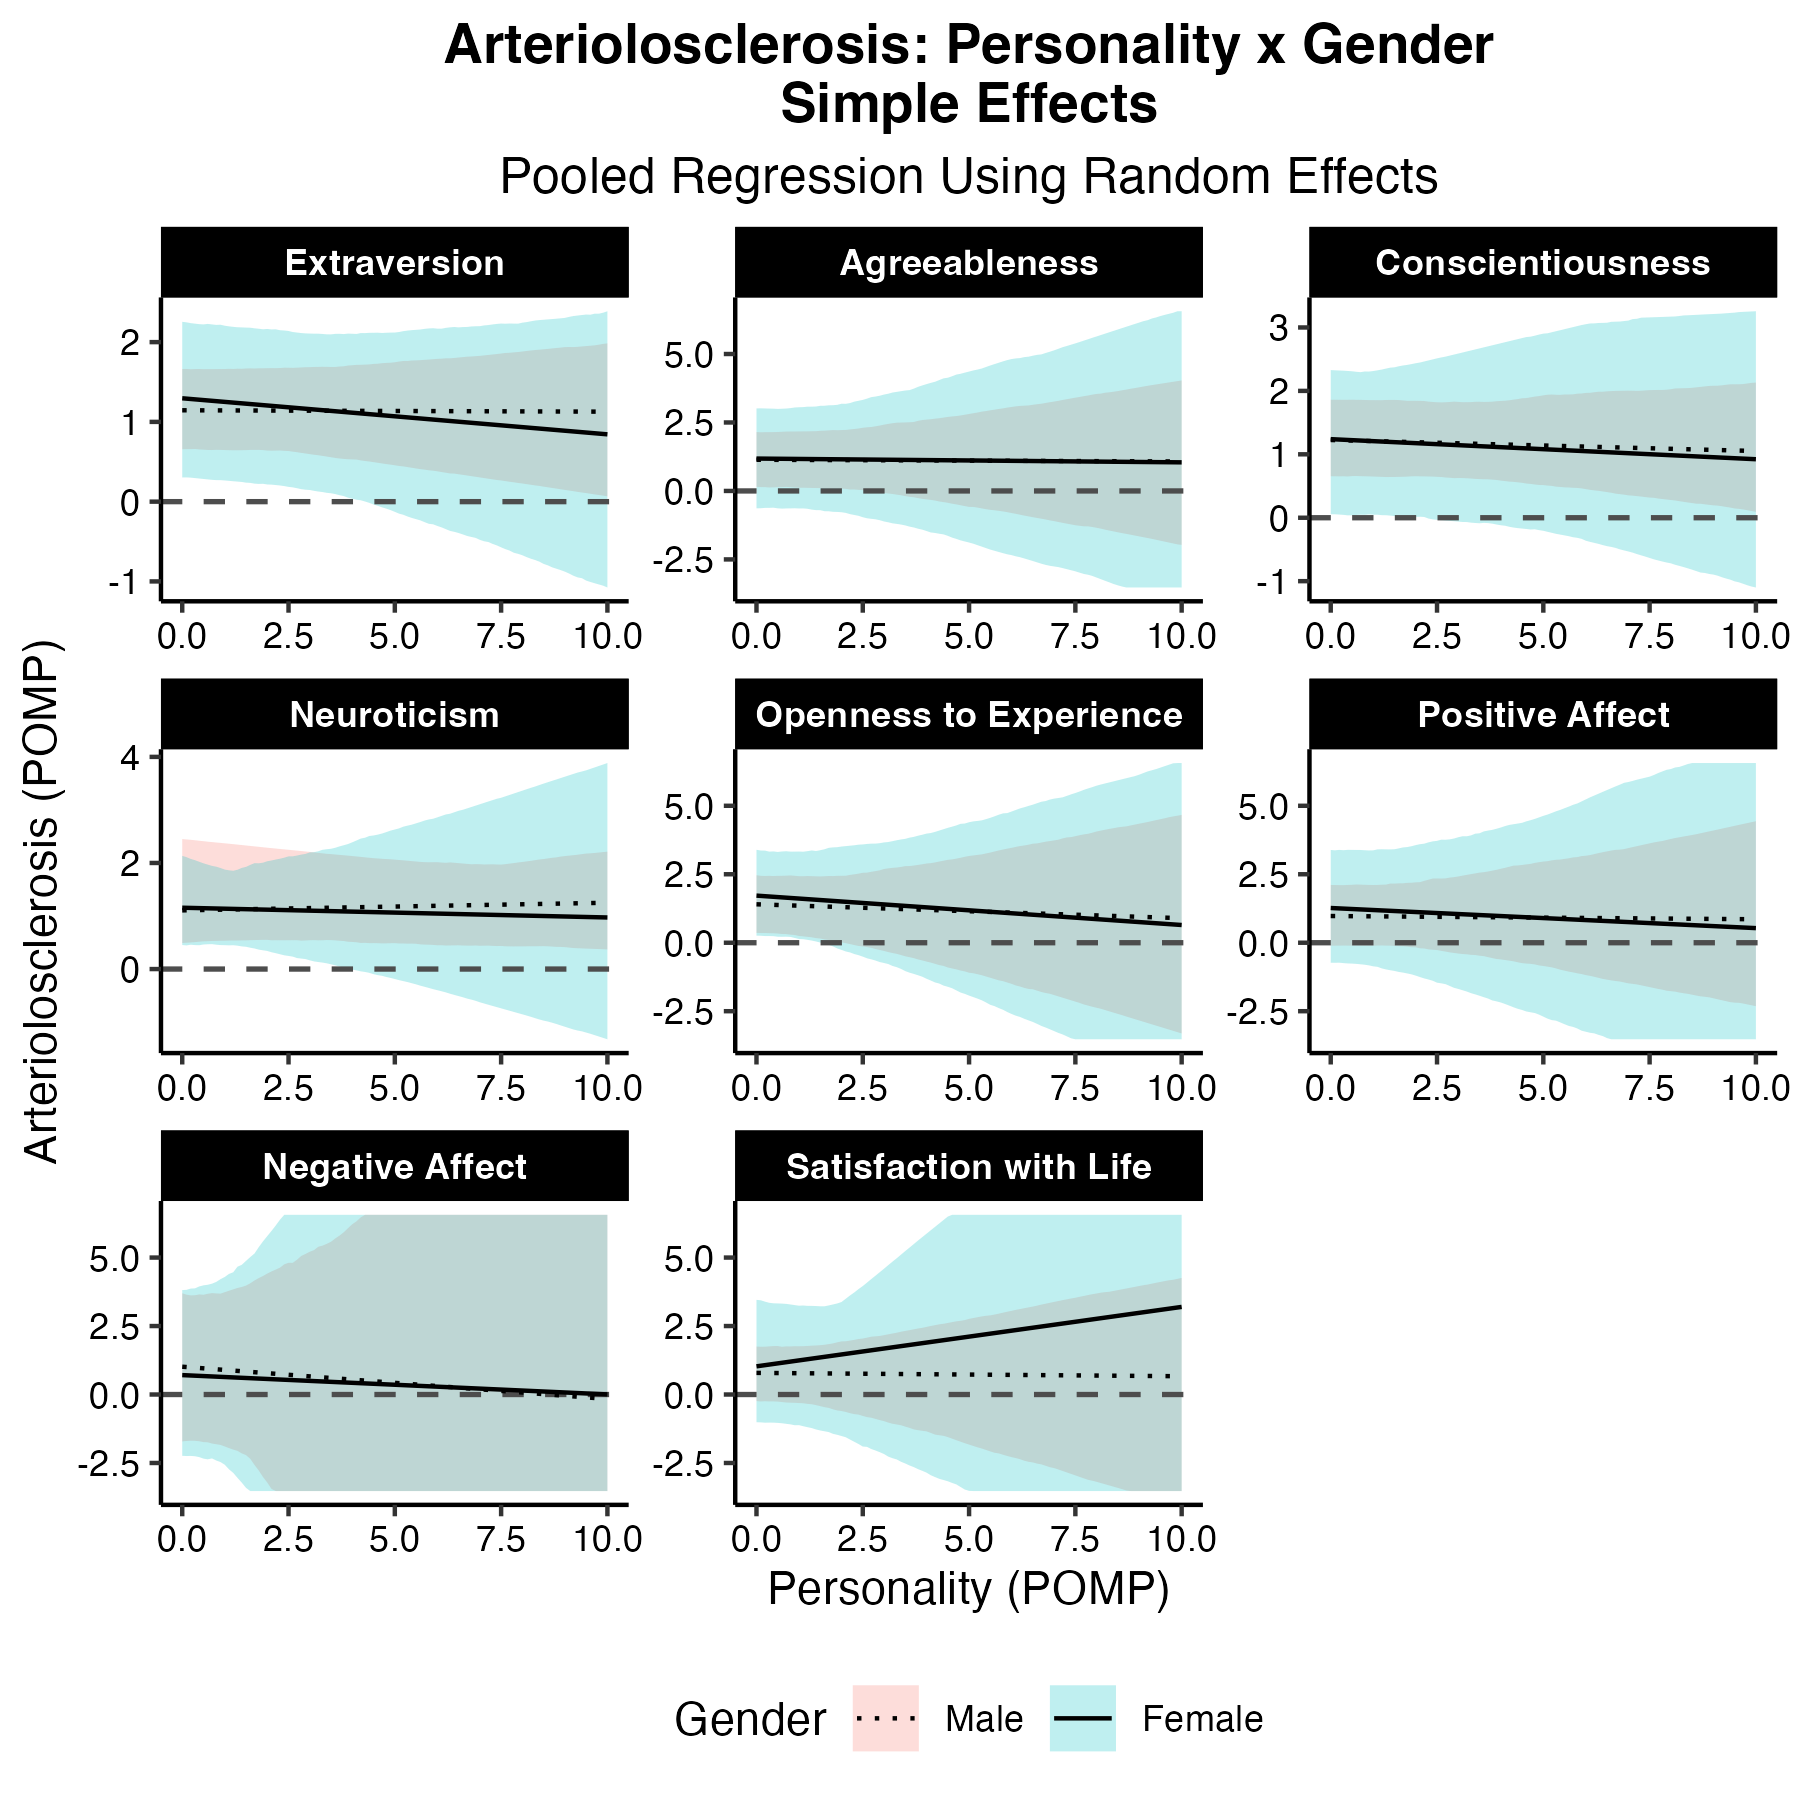 Arteriolosclerosis: Personality x Gender
Simple Effects
Pooled Regression Using Random Effects
Arteriolosclerosis (POMP)
Extraversion
2
1
0
-1
0.0 2.5 5.0 7.5 10.0
Agreeableness
5.0
2.5
0.0
-2.5
0.0 2.5 5.0 7.5 10.0
Conscientiousness
3
2
1
0
-1
0.0 2.5 5.0 7.5 10.0
Neuroticism
4
2
0
0.0 2.5 5.0 7.5 10.0
Openness to Experience
5.0
2.5
0.0
-2.5
0.0 2.5 5.0 7.5 10.0
Positive Affect
5.0
2.5
0.0
-2.5
0.0 2.5 5.0 7.5 10.0
Negative Affect
5.0
2.5
0.0
-2.5
0.0 2.5 5.0 7.5 10.0
Satisfaction with Life
5.0
2.5
0.0
-2.5
0.0 2.5 5.0 7.5 10.0
Personality (POMP)
Gender Male Female